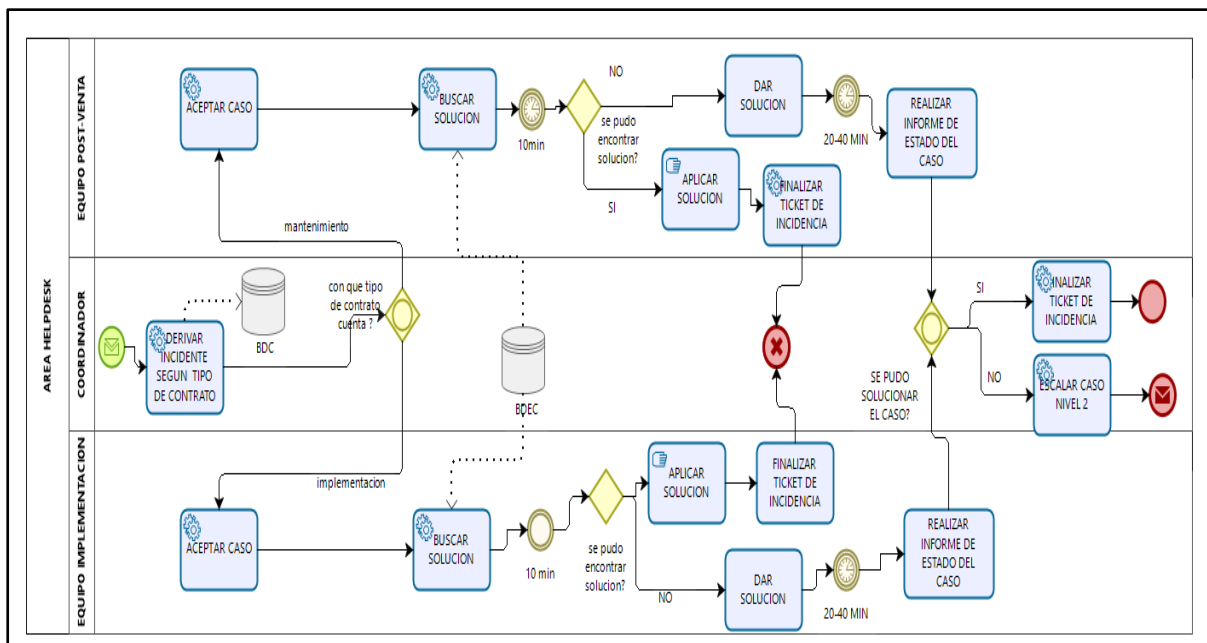 AREA HELPDESK
EQUIPO POST-VENTA
ACEPTAR CASO
BUSCAR
SOLUCION
10min
NO
se pudo
encontrar
solucion?
SI
DAR
SOLUCION
20-40 MIN
REALIZAR
INFORME DE
ESTADO DEL
CASO
APLICAR
SOLUCION
FINALIZAR
TICKET DE
INCIDENCIA
mantenimiento
COORDINADOR
DERIVAR
INCIDENTE
SEGUN TIPO
DE CONTRATO
BDC
con que tipo
de contrato
cuenta ?
BDEC
SE PUDO
SOLUCIONAR
EL CASO?
SI
INALIZAR
TICKET DE
INCIDENCIA
NO
ESCALAR CASO
NIVEL 2
EQUIPO IMPLEMENTACION
implementacion
ACEPTAR CASO
BUSCAR
SOLUCION
10 min
se pudo
encontrar
solucion?
APLICAR
SOLUCION
FINALIZAR
TICKET DE
INCIDENCIA
NO
DAR
SOLUCION
20-40 MIN
REALIZAR
INFORME DE
ESTADO DEL
CASO